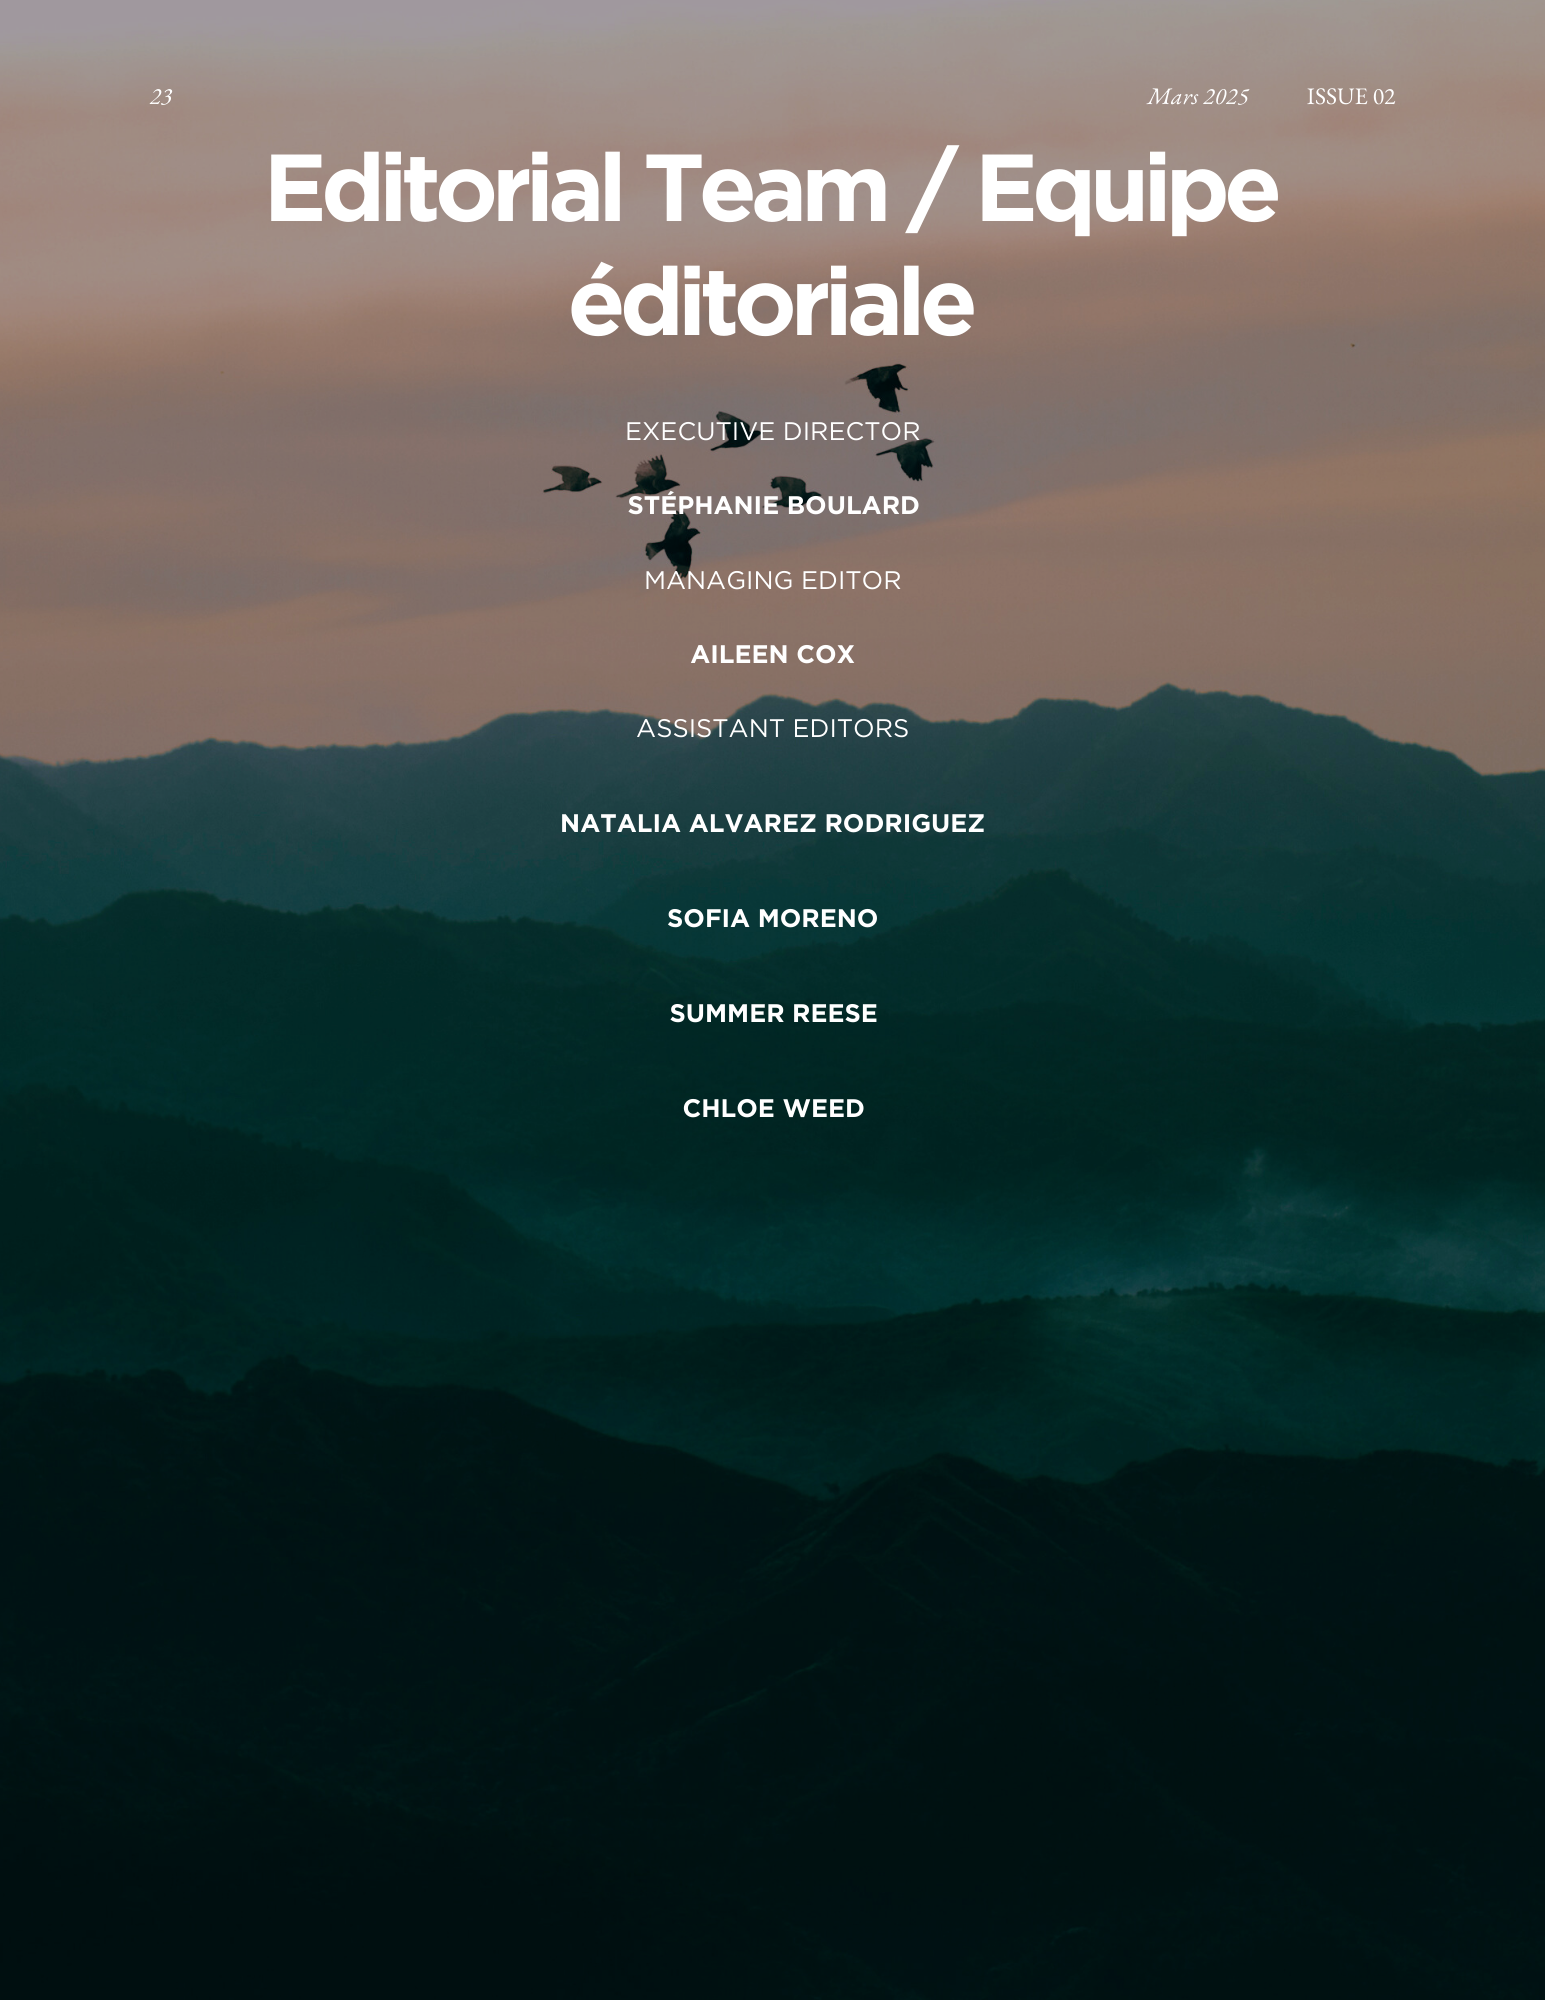 23
Mars 2025 ISSUE 02
Editorial Team / Equipe
éditoriale
EXECUTIVE DIRECTOR
STÉPHANIE BOULARD
MANAGING EDITOR
AILEEN COX
ASSISTANT EDITORS
NATALIA ALVAREZ RODRIGUEZ
SOFIA MORENO
SUMMER REESE
CHLOE WEED